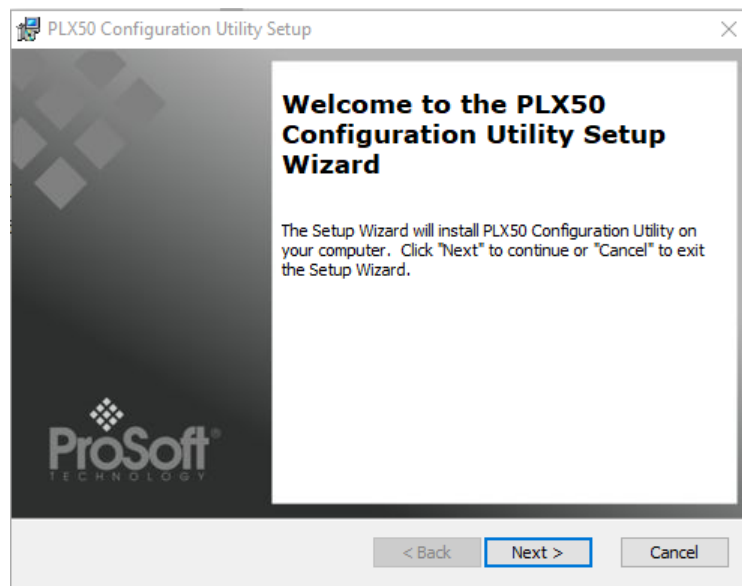 PLX50 Configuration Utility Setup
Welcome to the PLX50
Configuration Utility Setup
Wizard
The Setup Wizard will install PLX50 Configuration Utility on
your computer. Click "Next" to continue or "Cancel" to exit
the Setup Wizard.
ProSoft®
TECHNOLOGY
< Back Next > Cancel